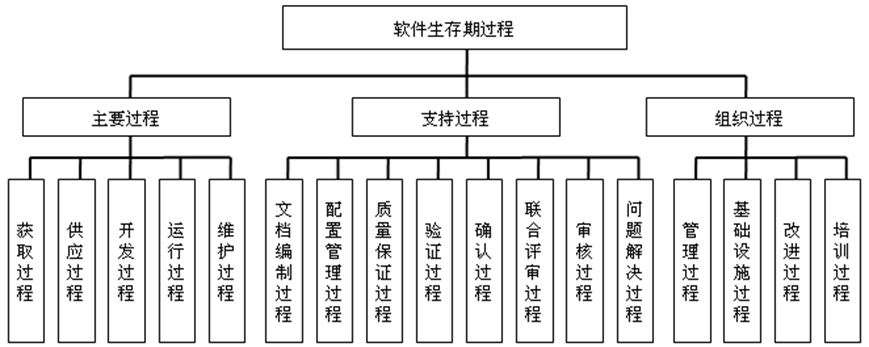 软件生存期过程
主要过程
支持过程
组织过程
获取过程
供应过程
开发过程
运行过程
维护过程
文档编制过程
配置管理过程
质量保证过程
验证过程
确认过程
联合评审过程
审核过程
问题解决过程
管理过程
基础设施过程
改进过程
培训过程